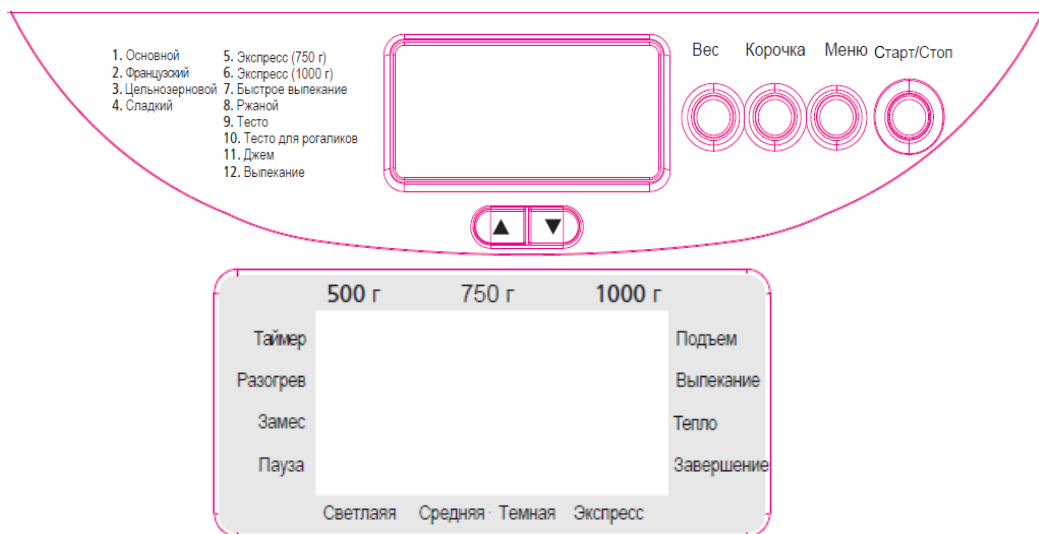 1. Основной
2. Французский
3. Цельнозерновой
4. Сладкий
5. Экспресс (750 г)
6. Экспресс (1000 г)
7. Быстрое выпекание
8. Ржаной
9. Тесто
10. Тесто для рогаликов
11. Джем
12. Выпекание
Вес Корочка Меню Старт/Стоп
▲ ▼
500 г 750 г 1000 г
Таймер
Разогрев
Замес
Пауза
Подъем
Выпекание
Тепло
Завершение
Светлаяя Средняя · Темная Экспресс